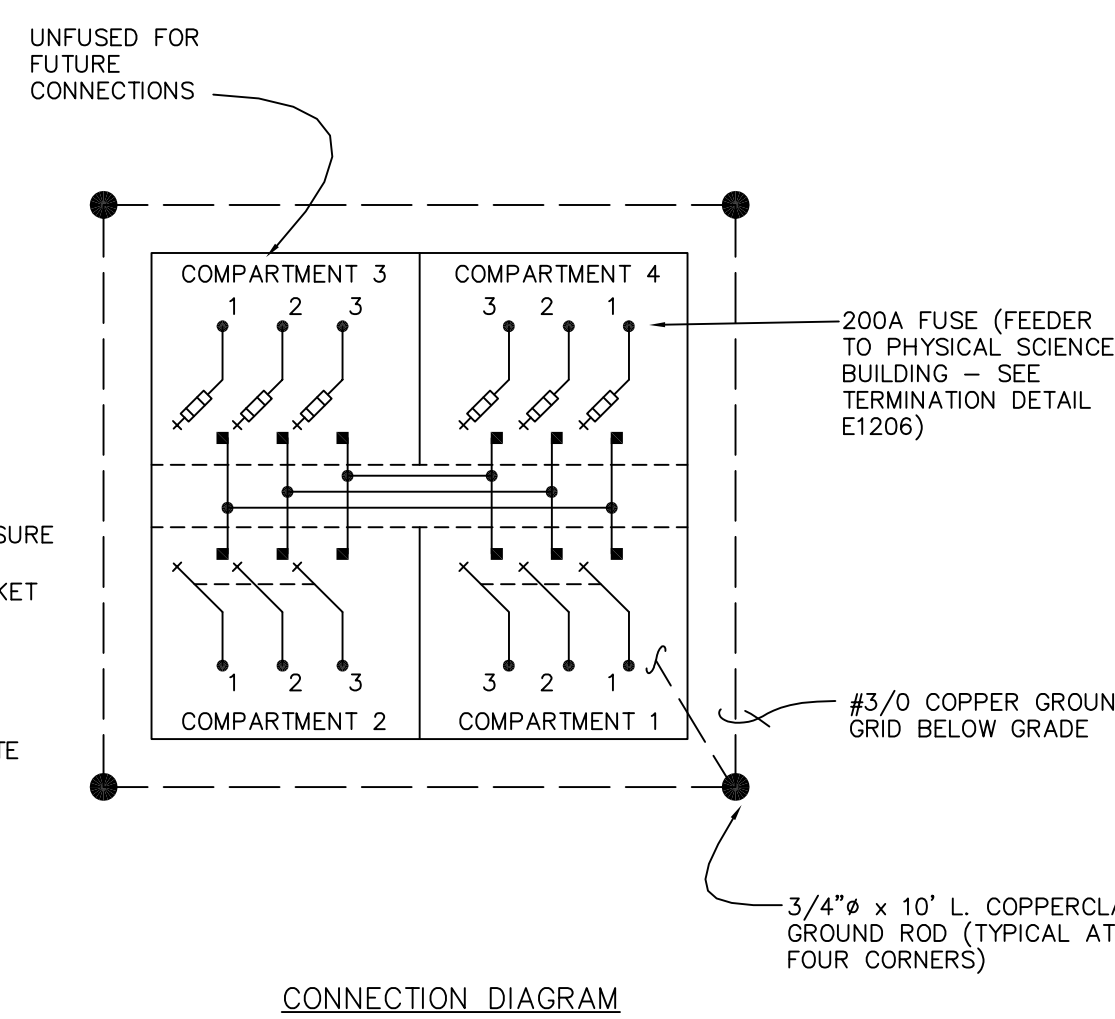 UNFUSED FOR
FUTURE
CONNECTIONS
COMPARTMENT 3
COMPARTMENT 4
1 2 3
3 2 1
200A FUSE (FEEDER
TO PHYSICAL SCIENCE
BUILDING – SEE
TERMINATION DETAIL
E1206)
SURE
KET
1 2 3
3 2 1
COMPARTMENT 2
COMPARTMENT 1
#3/0 COPPER GROUN
GRID BELOW GRADE
TE
3/4"ø x 10' L. COPPERCLA
GROUND ROD (TYPICAL AT
FOUR CORNERS)
CONNECTION DIAGRAM